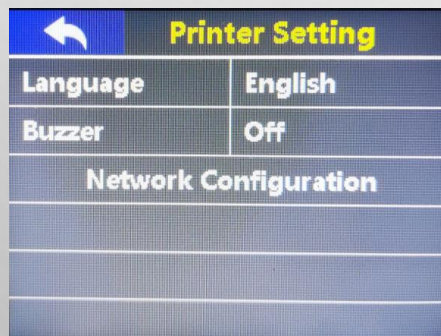 Printer Setting
Language English
Buzzer Off
Network Configuration